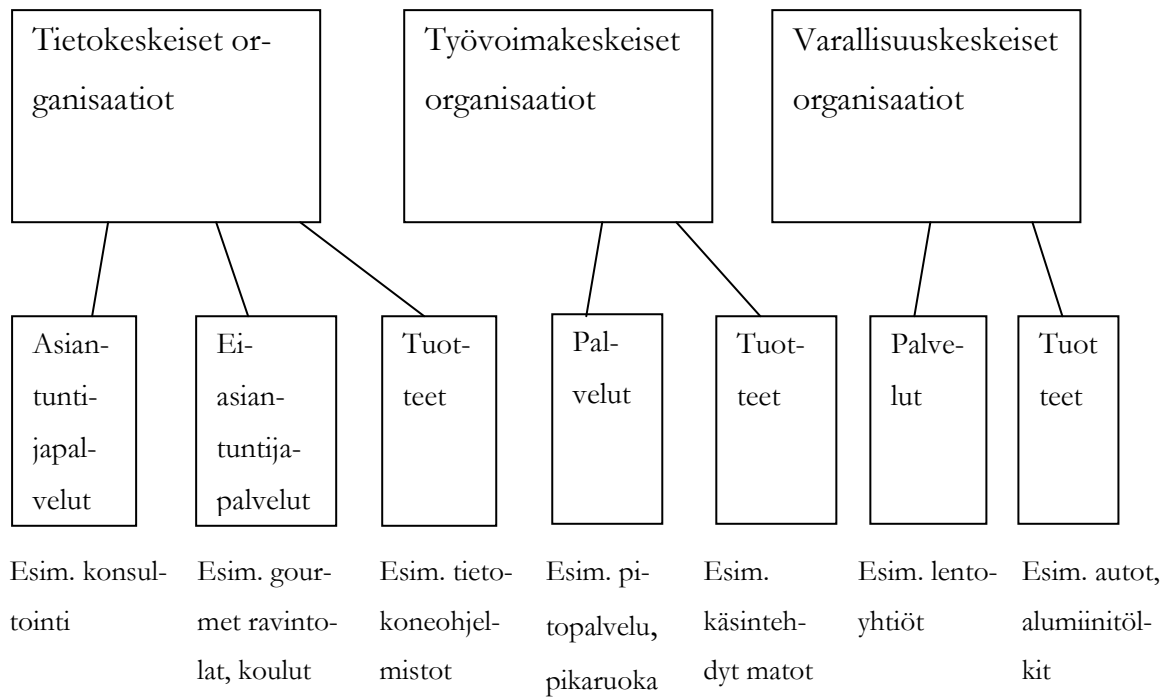 Tietokeskeiset or-
ganisaatiot
Työvoimakeskeiset
organisaatiot
Varallisuuskeskeiset
organisaatiot
Asian-
tunti-
japal-
velut
Ei-
asian-
tuntija-
palvelut
Tuot-
teet
Pal-
velut
Tuot-
teet
Palve-
lut
Tuot
teet
Esim. konsul-
tointi
Esim. gour-
met ravinto-
lat, koulut
Esim. tieto-
koneohjel-
mistot
Esim. pi-
topalvelu,
pikaruoka
Esim.
käsinteh-
dyt matot
Esim. lento-
yhtiöt
Esim. autot,
alumiinitöl-
kit